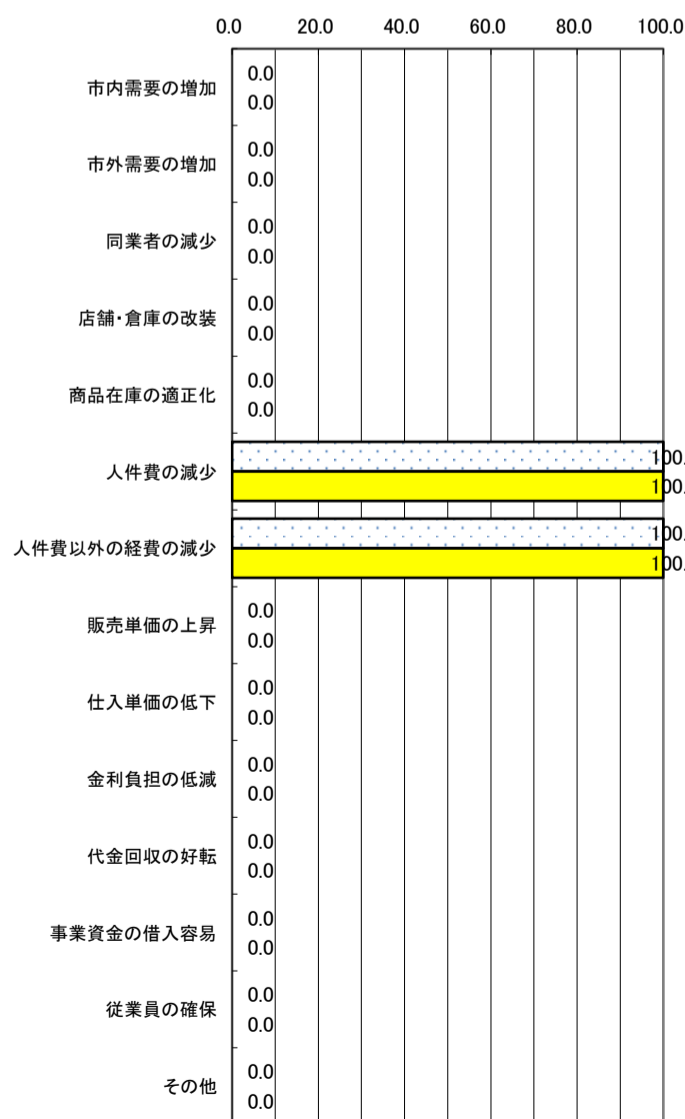 0.0 20.0 40.0 60.0 80.0 100.0
市内需要の増加 0.0
0.0
市外需要の増加 0.0
0.0
同業者の減少 0.0
0.0
店舗・倉庫の改装 0.0
0.0
商品在庫の適正化 0.0
0.0
人件費の減少 100.
100.
人件費以外の経費の減少 100.
100.
販売単価の上昇 0.0
0.0
仕入単価の低下 0.0
0.0
金利負担の低減 0.0
0.0
代金回収の好転 0.0
0.0
事業資金の借入容易 0.0
0.0
従業員の確保 0.0
0.0
その他 0.0
0.0